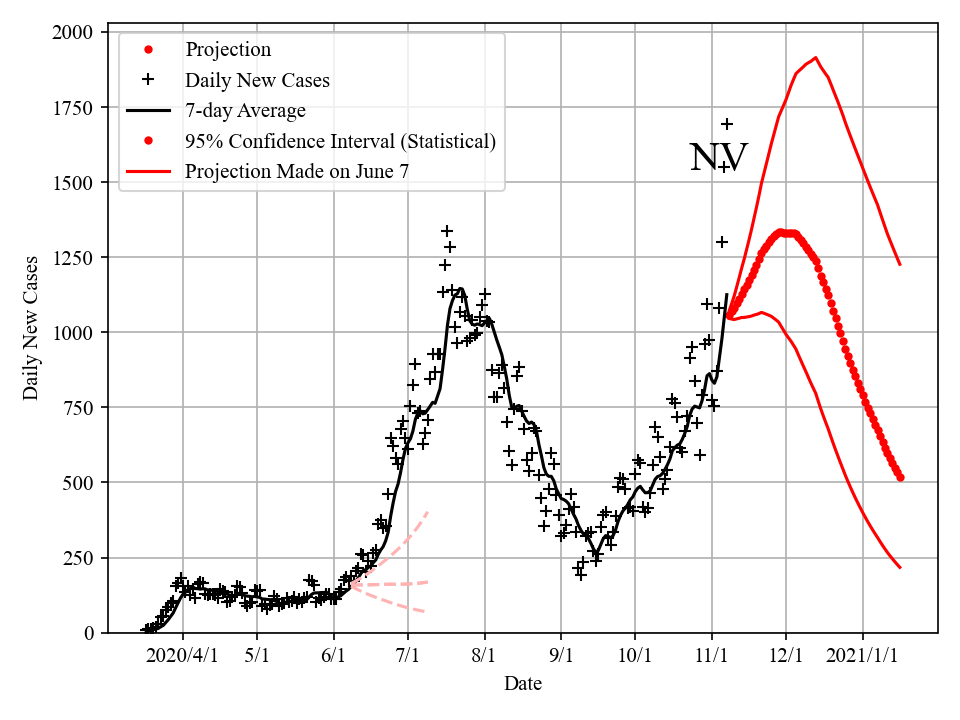 2000
1750
1500
1250
1000
750
500
250
0
Daily New Cases
Projection
Daily New Cases
7-day Average
95% Confidence Interval (Statistical)
Projection Made on June 7
NV
2020/4/1 5/1 6/1 7/1 8/1 9/1 10/1 11/1 12/1 2021/1/1
Date